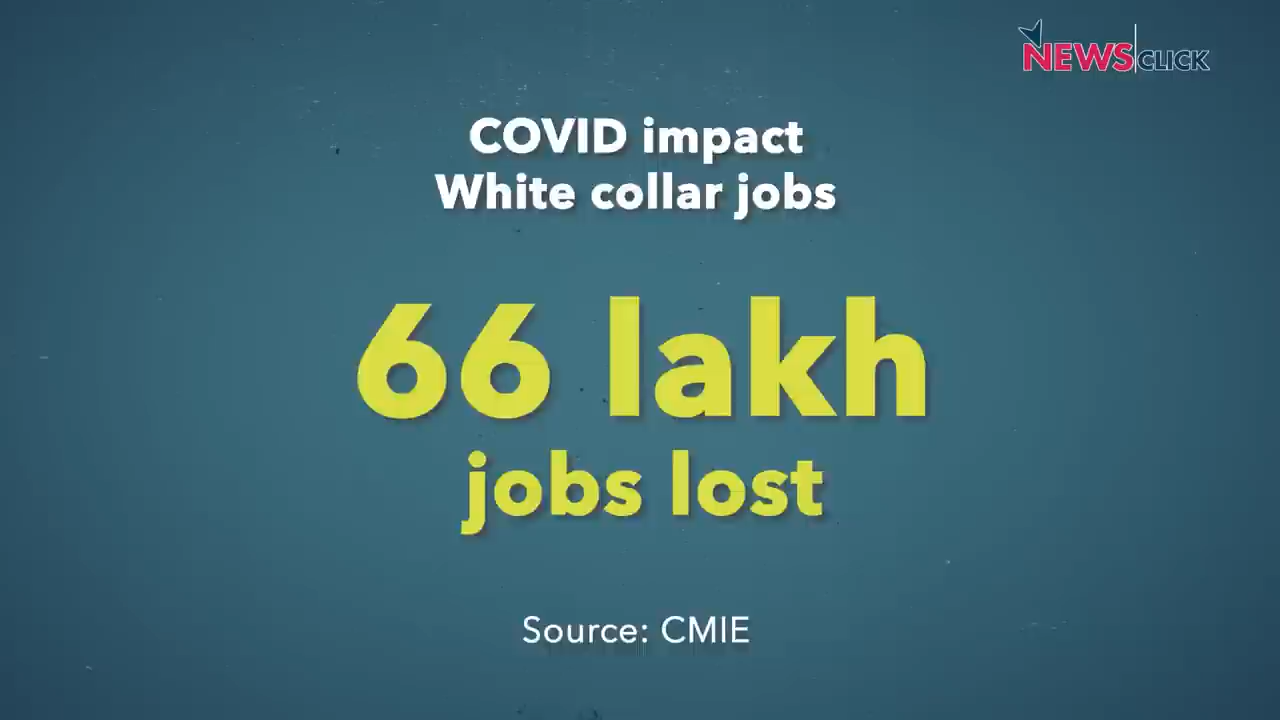 NEWSCLICK
COVID impact
White collar jobs
66 lakh
jobs lost
Source: CMIE